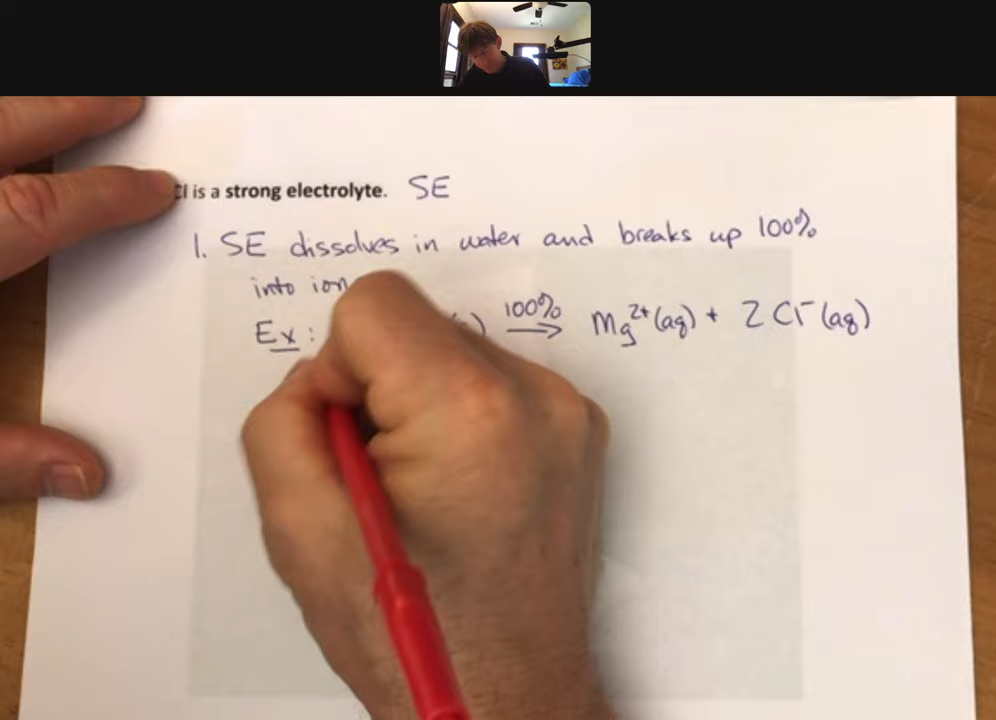 Cl is a strong electrolyte. SE
1. SE dissolves in water and breaks up 100%
into ion
Ex: 100% → Mg²⁺(aq) + 2 Cl⁻(aq)